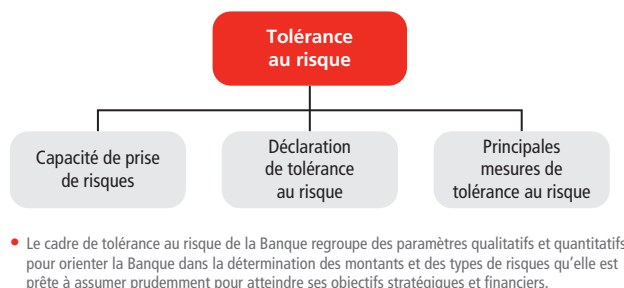 Tolérance
au risque
Capacité de prise
de risques
Déclaration
de tolérance
au risque
Principales
mesures de
tolérance au risque
• Le cadre de tolérance au risque de la Banque regroupe des paramètres qualitatifs et quantitatifs
pour orienter la Banque dans la détermination des montants et des types de risques qu'elle est
prête à assumer prudemment pour atteindre ses objectifs stratégiques et financiers.